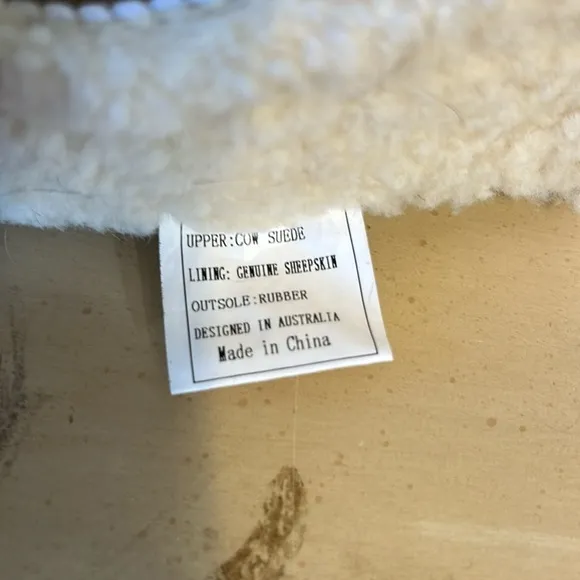 UPPER:COW SUEDE
LINING: GENUINE SHEEPSKIN
OUTSOLE:RUBBER
DESIGNED IN AUSTRALIA
Made in China